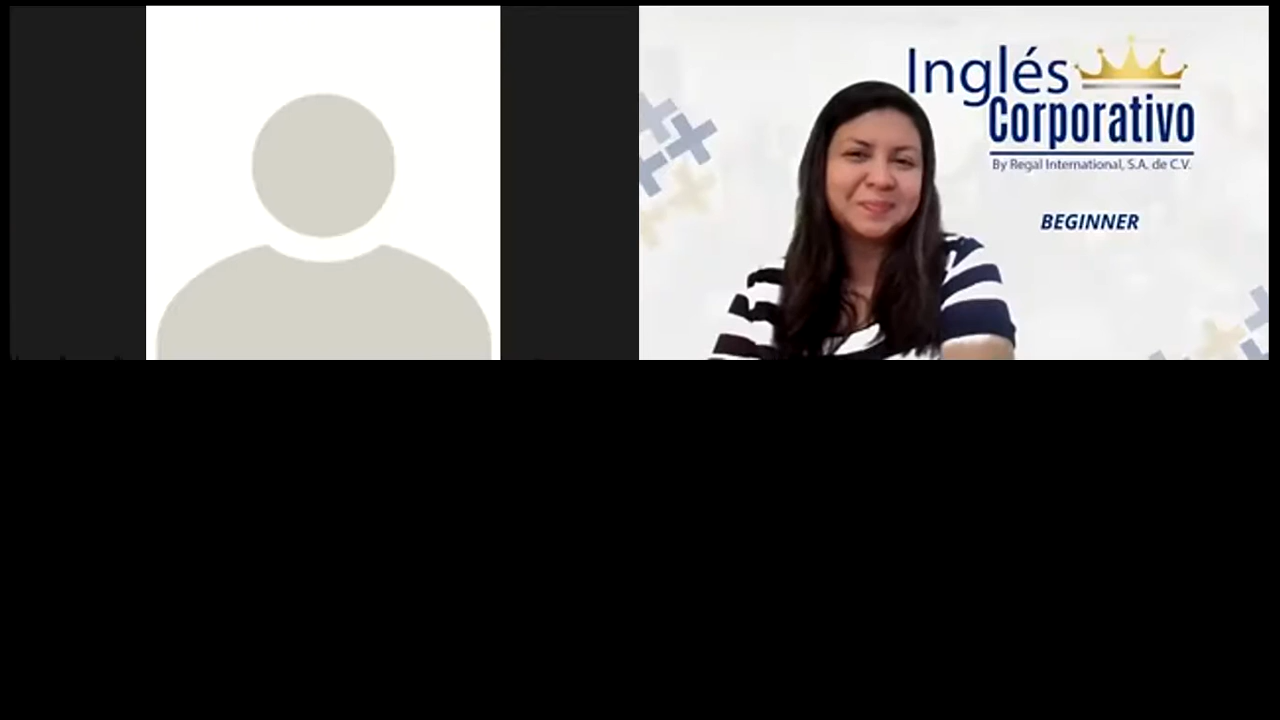 Inglés
Corporativo
By Regal International, S.A. de C.V.
BEGINNER